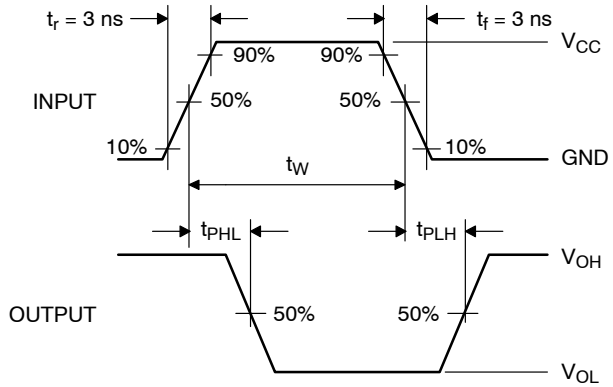 tr = 3 ns
tf = 3 ns
VCC
90%
90%
INPUT
50%
50%
10%
10%
GND
tW
tPHL
tPLH
VOH
OUTPUT
50%
50%
VOL